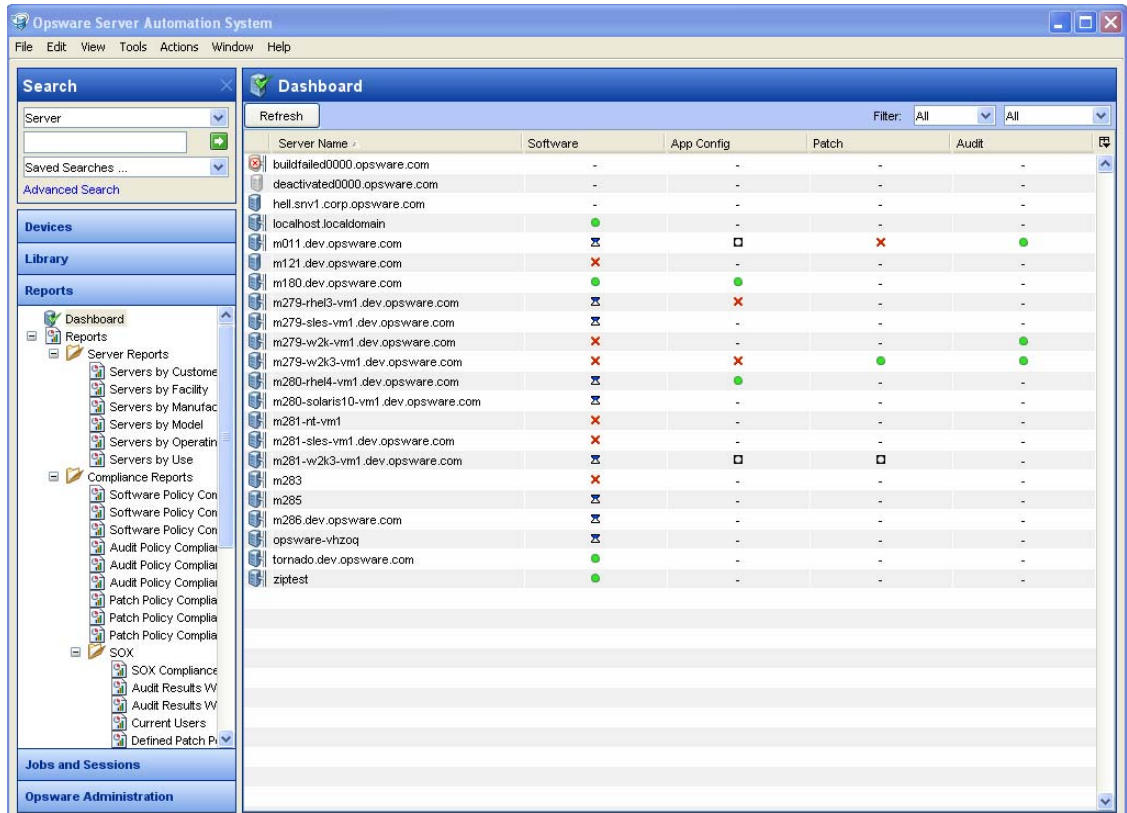 Opsware Server Automation System
File Edit View Tools Actions Window Help
Search
Server
Saved Searches ...
Advanced Search
Devices
Library
Reports
Dashboard
Reports
Server Reports
Servers by Custome
Servers by Facility
Servers by Manufac
Servers by Model
Servers by Operatin
Servers by Use
Compliance Reports
Software Policy Con
Software Policy Con
Software Policy Con
Audit Policy Complian
Audit Policy Complian
Audit Policy Complian
Patch Policy Complia
Patch Policy Complia
Patch Policy Complia
SOX
SOX Compliance
Audit Results W
Audit Results W
Current Users
Defined Patch P
Jobs and Sessions
Opsware Administration
Dashboard
Refresh Filter: All All
Server Name Software App Config Patch Audit
buildfailed0000.opsware.com - - - -
deactivated0000.opsware.com - - - -
hell.snv1.corp.opsware.com - - - -
localhost.localdomain - - -
m011.dev.opsware.com
m121.dev.opsware.com - - -
m180.dev.opsware.com - -
m279-rhel3-vm1.dev.opsware.com - -
m279-sles-vm1.dev.opsware.com - - -
m279-w2k-vm1.dev.opsware.com - -
m279-w2k3-vm1.dev.opsware.com
m280-rhel4-vm1.dev.opsware.com - -
m280-solaris10-vm1.dev.opsware.com - - -
m281-nt-vm1 - - -
m281-sles-vm1.dev.opsware.com - - -
m281-w2k3-vm1.dev.opsware.com -
m283 - - -
m285 - - -
m286.dev.opsware.com - - -
opsware-vhzoq - - -
tornado.dev.opsware.com - - -
ziptest - - -